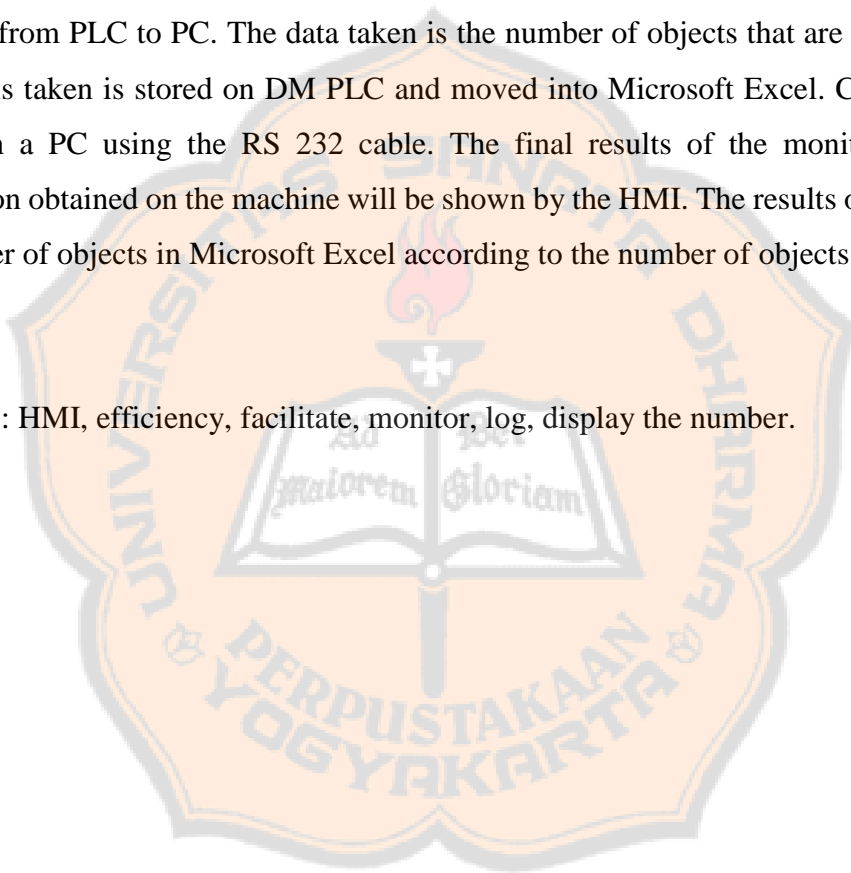 from PLC to PC. The data taken is the number of objects that are
s taken is stored on DM PLC and moved into Microsoft Excel. C
a PC using the RS 232 cable. The final results of the monit
on obtained on the machine will be shown by the HMI. The results o
er of objects in Microsoft Excel according to the number of objects
: HMI, efficiency, facilitate, monitor, log, display the number.
UNIVERSITAS SANATA DHARMA
Ad
maiorem
Dei
Gloriam
PERPUSTAKAAN
YOGYAKARTA